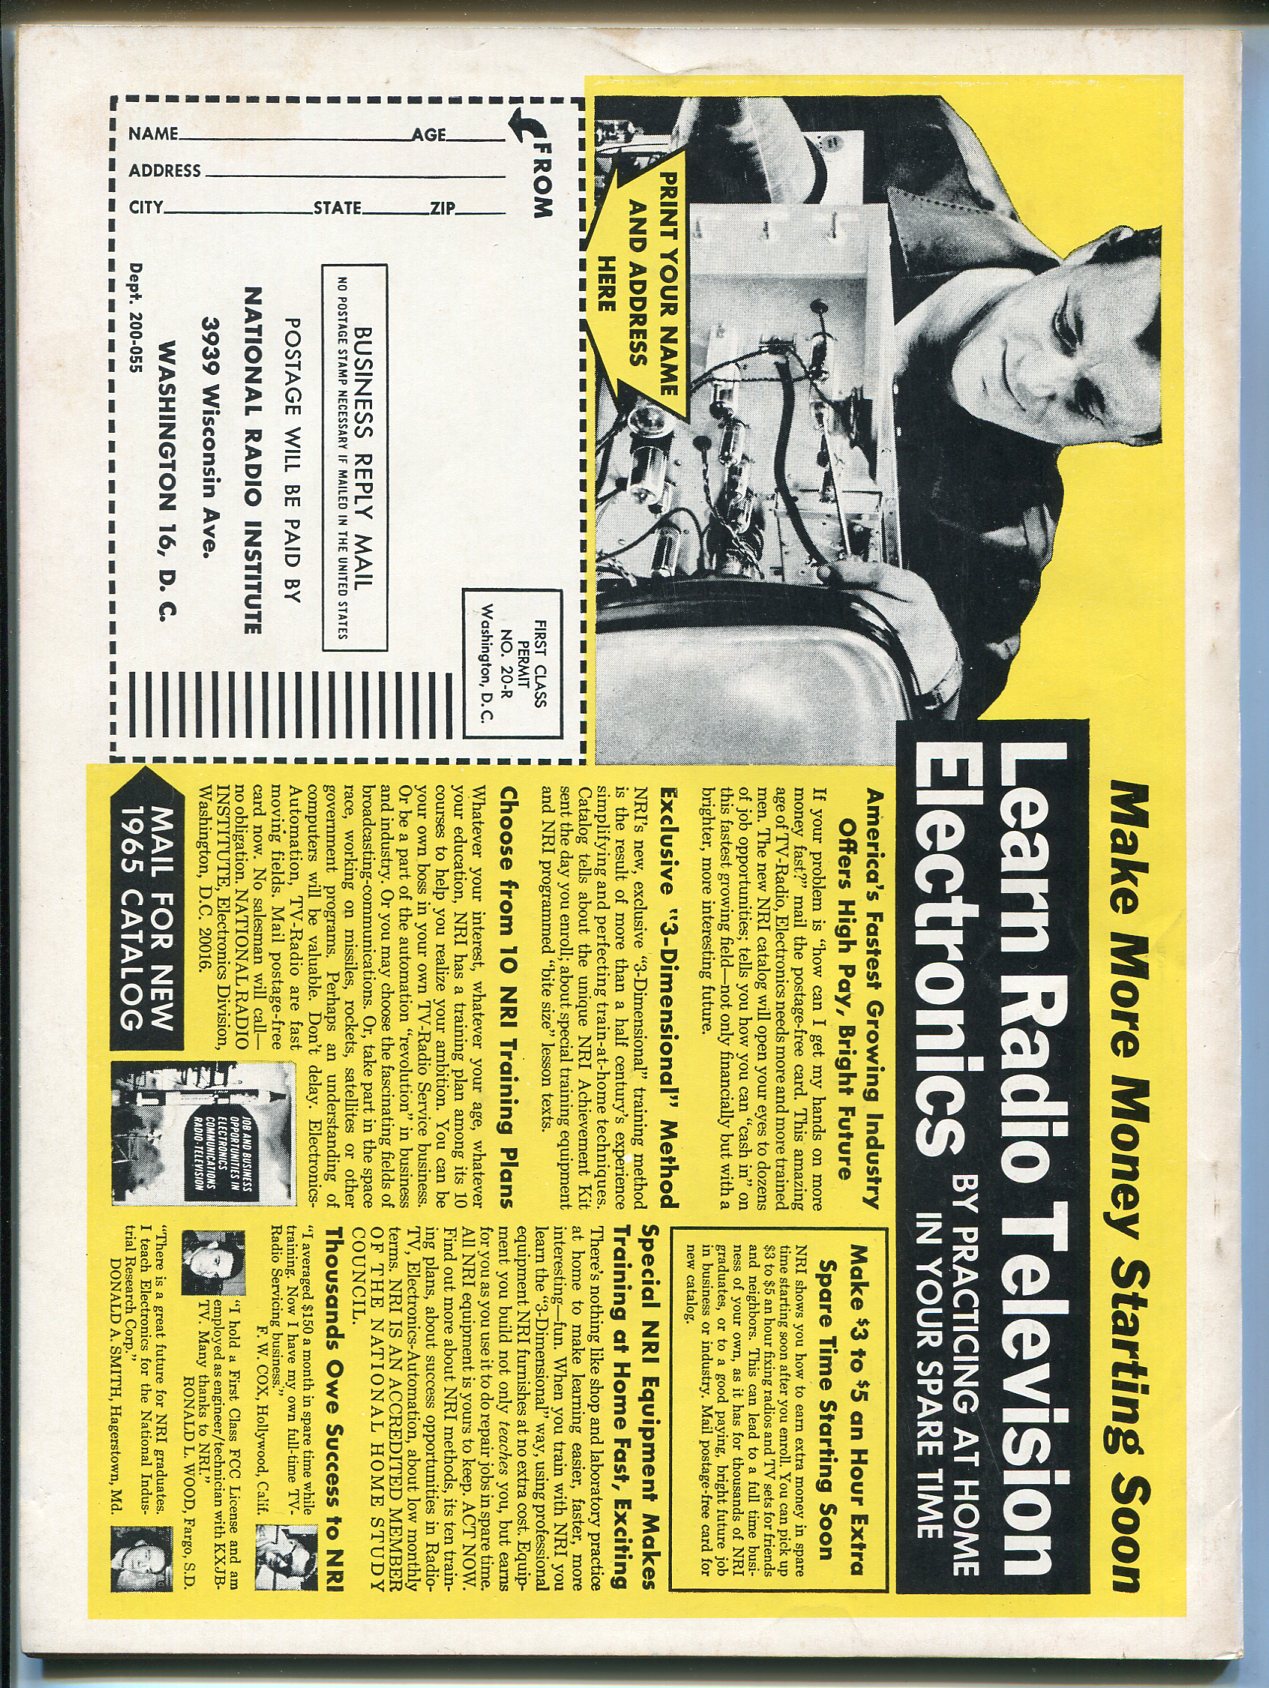 Make More Money Starting Soon
Learn Radio Television
Electronics
BY PRACTICING AT HOME
IN YOUR SPARE TIME
PRINT YOUR NAME
AND ADDRESS
HERE
America's Fastest Growing Industry
Offers High Pay, Bright Future
If your problem is "how can I get my hands on more
money fast?" mail the postage-free card. This amazing
age of TV-Radio, Electronics needs more and more trained
men. The new NRI catalog will open your eyes to dozens
of job opportunities; tells you how you can "cash in" on
this fastest growing field—not only financially but with a
brighter, more interesting future.
Exclusive "3-Dimensional" Method
NRI's new, exclusive "3-Dimensional" training method
is the result of more than a half century's experience
simplifying and perfecting train-at-home techniques.
Catalog tells about the unique NRI Achievement Kit
sent the day you enroll; about special training equipment
and NRI programmed "bite size" lesson texts.
Choose from 10 NRI Training Plans
Whatever your interest, whatever your age, whatever
your education, NRI has a training plan among its 10
courses to help you realize your ambition. You can be
your own boss in your own TV-Radio Service business.
Or be a part of the automation "revolution" in business
and industry. Or you may choose the fascinating fields of
broadcasting-communications. Or, take part in the space
race, working on missiles, rockets, satellites or other
government programs. Perhaps an understanding of
computers will be valuable. Don't delay. Electronics-
Automation, TV-Radio are fast
moving fields. Mail postage-free
card now. No salesman will call—
no obligation. NATIONAL RADIO
INSTITUTE, Electronics Division,
Washington, D.C. 20016.
MAIL FOR NEW
1965 CATALOG
JOB AND BUSINESS
OPPORTUNITIES IN
ELECTRONICS
COMMUNICATIONS
RADIO-TELEVISION
Make $3 to $5 an Hour Extra
Spare Time Starting Soon
NRI shows you how to earn extra money in spare
time starting soon after you enroll. You can pick up
$3 to $5 an hour fixing radios and TV sets for friends
and neighbors. This can lead to a full time busi-
ness of your own, as it has for thousands of NRI
graduates, or to a good paying, bright future job
in business or industry. Mail postage-free card for
new catalog.
Special NRI Equipment Makes
Training at Home Fast, Exciting
There's nothing like shop and laboratory practice
at home to make learning easier, faster, more
interesting—fun. When you train with NRI you
learn the "3-Dimensional" way, using professional
equipment NRI furnishes at no extra cost. Equip-
ment you build not only teaches you, but earns
for you as you use it to do repair jobs in spare time.
All NRI equipment is yours to keep. ACT NOW.
Find out more about NRI methods, its ten train-
ing plans, about success opportunities in Radio-
TV, Electronics-Automation, about low monthly
terms. NRI IS AN ACCREDITED MEMBER
OF THE NATIONAL HOME STUDY
COUNCIL.
Thousands Owe Success to NRI
"I averaged $150 a month in spare time while
training. Now I have my own full-time TV-
Radio Servicing business."
F. W. COX, Hollywood, Calif.
"I hold a First Class FCC License and am
employed as engineer/technician with KXJB-
TV. Many thanks to NRI."
RONALD L. WOOD, Fargo, S.D.
"There is a great future for NRI graduates.
I teach Electronics for the National Indus-
trial Research Corp."
DONALD A. SMITH, Hagerstown, Md.
FROM
NAME AGE
ADDRESS
CITY STATE ZIP
FIRST CLASS
PERMIT
NO. 20-R
Washington, D.C.
BUSINESS REPLY MAIL
NO POSTAGE STAMP NECESSARY IF MAILED IN THE UNITED STATES
POSTAGE WILL BE PAID BY
NATIONAL RADIO INSTITUTE
3939 Wisconsin Ave.
WASHINGTON 16, D. C.
Dept. 200-055